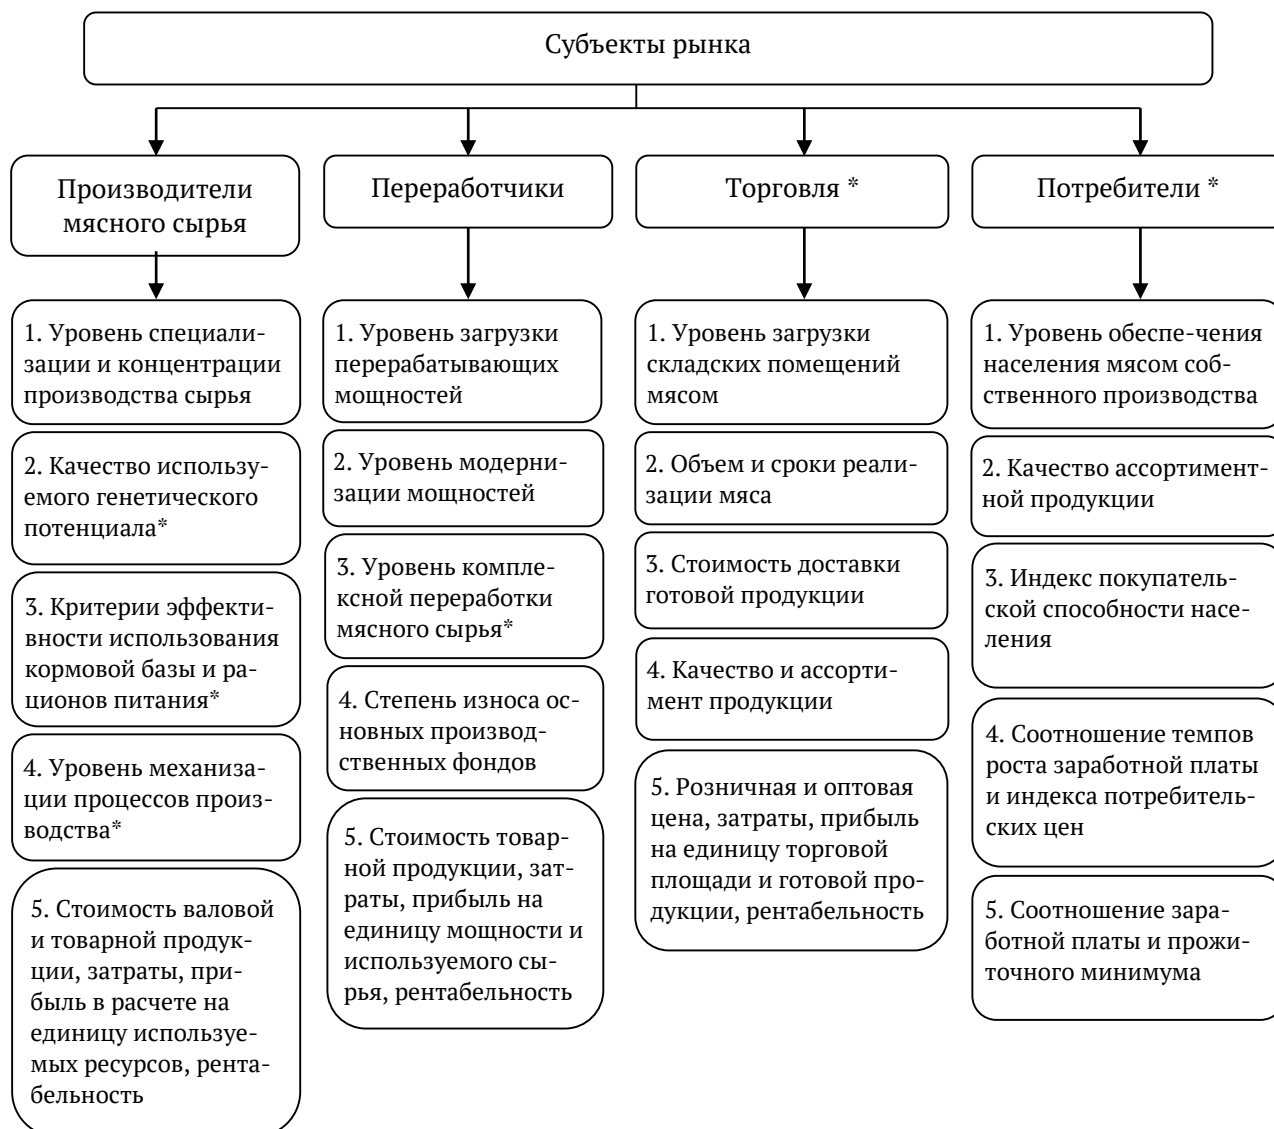 Субъекты рынка
Производители
мясного сырья
1. Уровень специали-
зации и концентрации
производства сырья
2. Качество использу-
емого генетического
потенциала*
3. Критерии эффекти-
вности использования
кормовой базы и ра-
ционов питания*
4. Уровень механиза-
ции процессов произ-
водства*
5. Стоимость валовой
и товарной продук-
ции, затраты, при-
быль в расчете на
единицу используе-
мых ресурсов, рента-
бельность
Переработчики
1. Уровень загрузки
перерабатывающих
мощностей
2. Уровень модерни-
зации мощностей
3. Уровень компле-
ксной переработки
мясного сырья*
4. Степень износа ос-
новных производ-
ственных фондов
5. Стоимость товар-
ной продукции, зат-
раты, прибыль на
единицу мощности и
используемого сы-
рья, рентабельность
Торговля *
1. Уровень загрузки
складских помещений
мясом
2. Объем и сроки реали-
зации мяса
3. Стоимость доставки
готовой продукции
4. Качество и ассорти-
мент продукции
5. Розничная и оптовая
цена, затраты, прибыль
на единицу торговой
площади и готовой про-
дукции, рентабельность
Потребители *
1. Уровень обеспе-чения
населения мясом соб-
ственного производства
2. Качество ассортимент-
ной продукции
3. Индекс покупатель-
ской способности насе-
ления
4. Соотношение темпов
роста заработной платы
и индекса потребитель-
ских цен
5. Соотношение зара-
ботной платы и прожи-
точного минимума